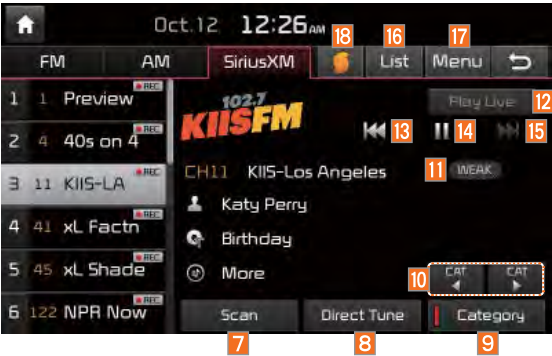 Oct.12 12:26AM
18 16 17
FM AM SiriusXM List Menu
1 1 Preview REC
2 4 40s on 4 REC
3 11 KIIS-LA REC
4 41 xL Factn REC
5 45 xL Shade REC
6 122 NPR Now REC
102.7
KIISFM
Play Live 12
13 14 15
CH11 KIIS-Los Angeles 11 WEAK
Katy Perry
Birthday
More
10 CAT CAT
Scan Direct Tune Category
7 8 9